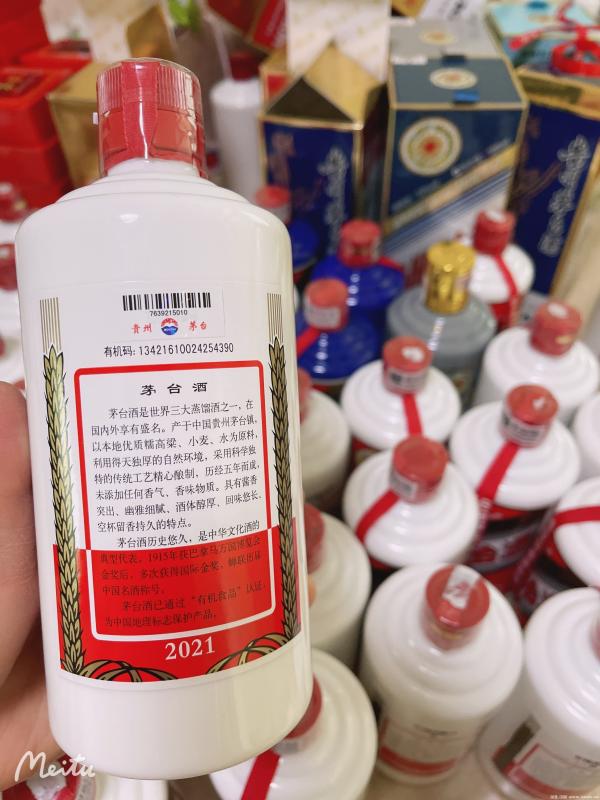 7639215010
贵州 茅台
有机码: 13421610024254390
茅台酒
茅台酒是世界三大蒸馏酒之一，在
国内外享有盛名。产于中国贵州茅台镇，
以本地优质糯高粱、小麦、水为原料，
利用得天独厚的自然环境，采用科学独
特的传统工艺精心酿制，历经五年而成，
未添加任何香气、香味物质。具有酱香
突出、幽雅细腻、酒体醇厚、回味悠长、
空杯留香持久的特点。
茅台酒历史悠久，是中华文化酒的
典型代表。1915年获巴拿马万国博览会
金奖后，多次获得国际金奖，蝉联历届
中国名酒称号。
茅台酒已通过“有机食品”认证，
为中国地理标志保护产品。
2021
Meitu